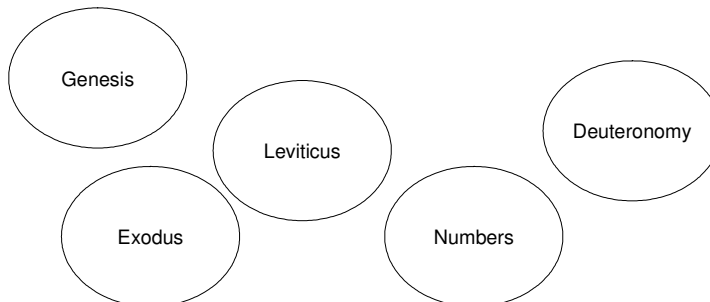 Genesis
Leviticus
Deuteronomy
Exodus
Numbers